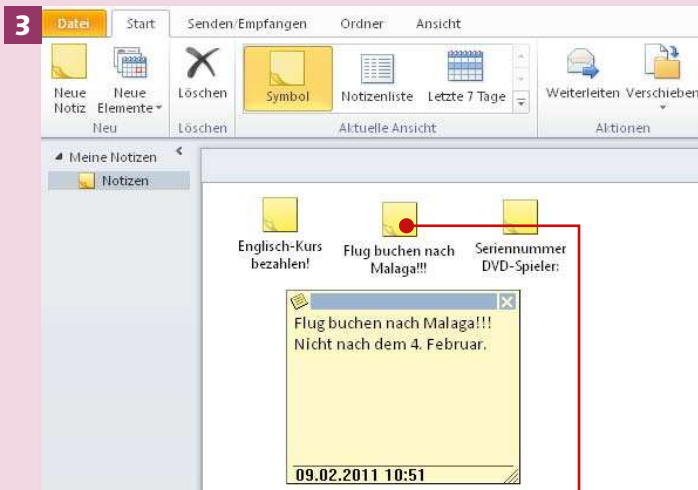 3
Datei Start Senden/Empfangen Ordner Ansicht
Neue Notiz
Neue Elemente
Löschen
Symbol
Notizenliste
Letzte 7 Tage
Weiterleiten
Verschieben
Neu
Löschen
Aktuelle Ansicht
Aktionen
Meine Notizen
Notizen
Englisch-Kurs
bezahlen!
Flug buchen nach
Malaga!!!
Seriennummer
DVD-Spieler:
Flug buchen nach Malaga!!!
Nicht nach dem 4. Februar.
09.02.2011 10:51